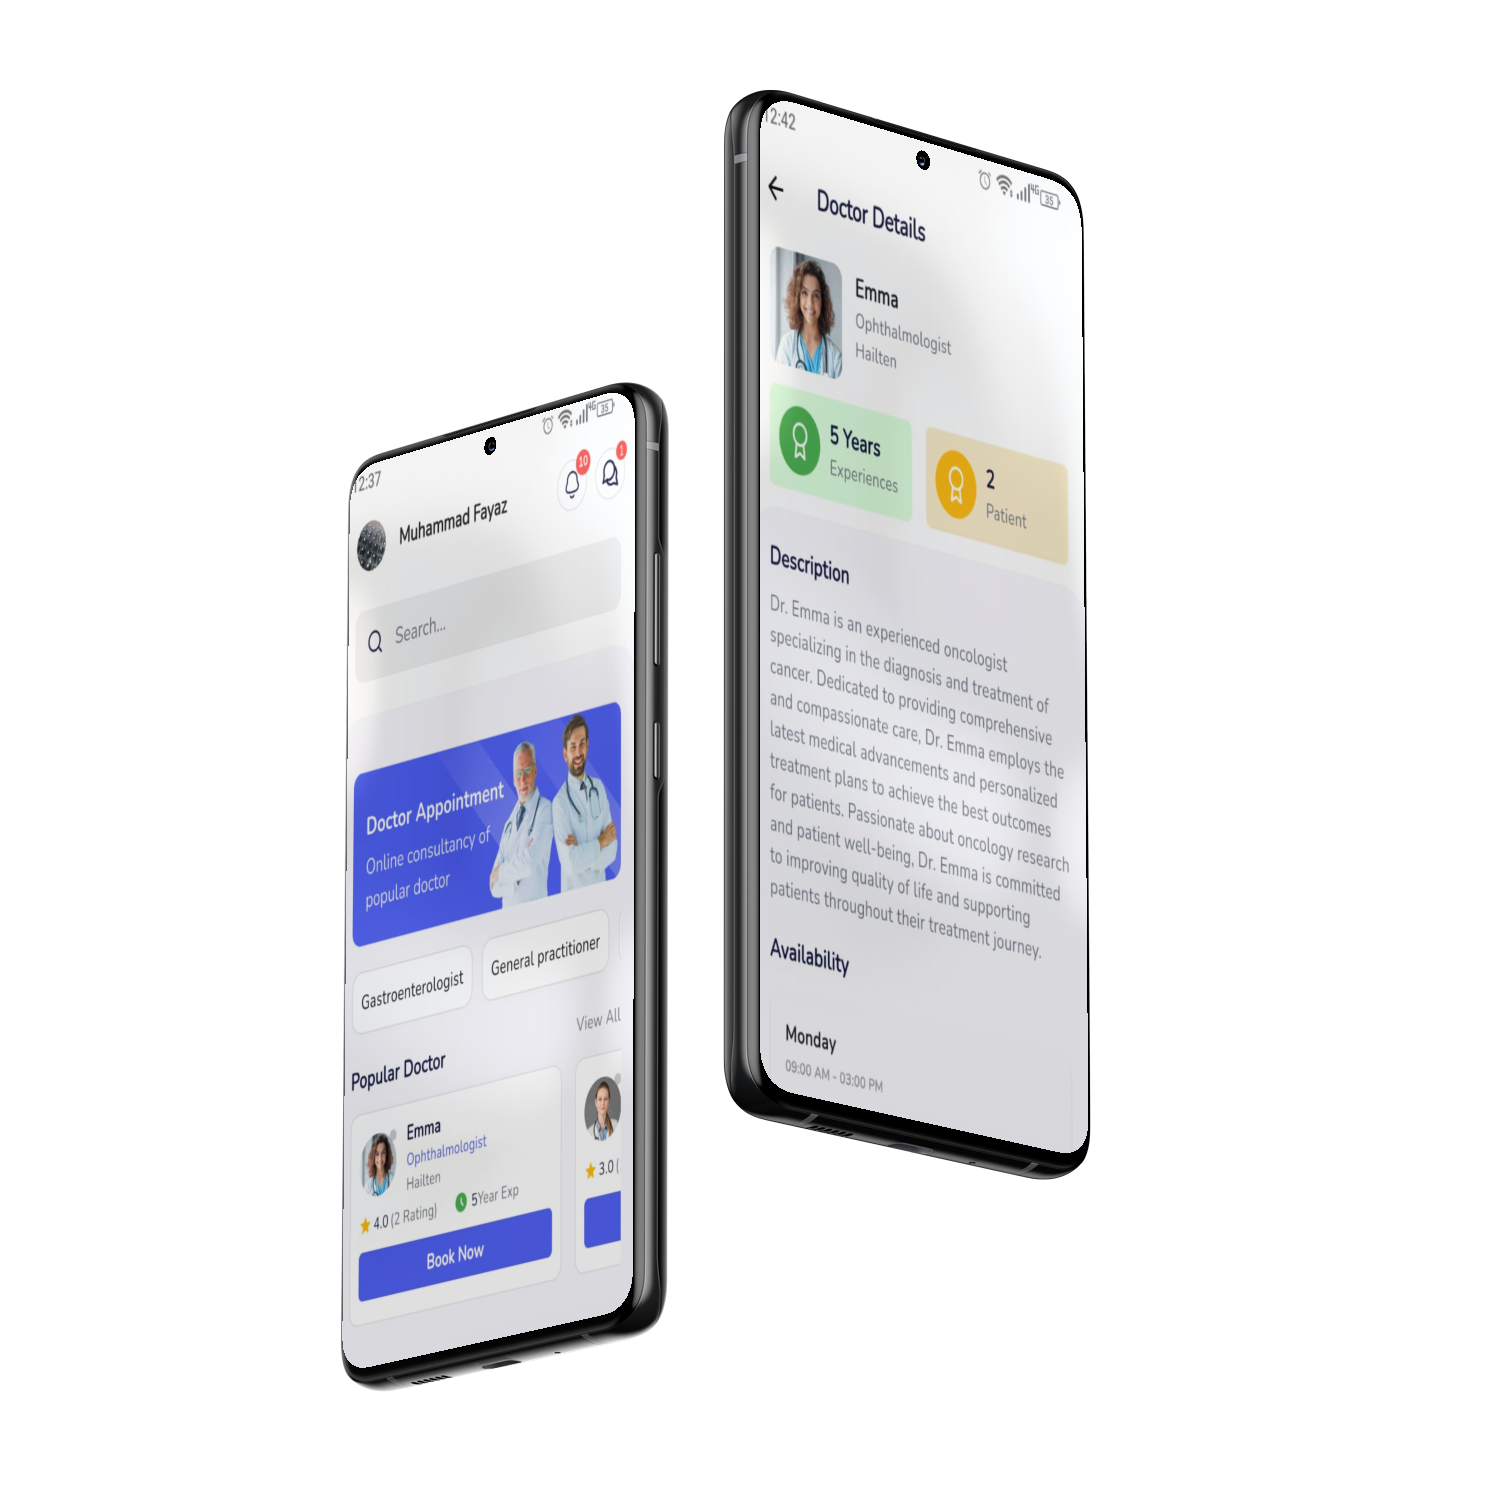 12:37
4G 35
10
1
Muhammad Fayaz
Search...
Doctor Appointment
Online consultancy of
popular doctor
Gastroenterologist
General practitioner
View All
Popular Doctor
Emma
Ophthalmologist
Hailten
4.0 (2 Rating)
5Year Exp
Book Now
3.0 (
12:42
4G 35
Doctor Details
Emma
Ophthalmologist
Hailten
5 Years
Experiences
2
Patient
Description
Dr. Emma is an experienced oncologist
specializing in the diagnosis and treatment of
cancer. Dedicated to providing comprehensive
and compassionate care, Dr. Emma employs the
latest medical advancements and personalized
treatment plans to achieve the best outcomes
for patients. Passionate about oncology research
and patient well-being, Dr. Emma is committed
to improving quality of life and supporting
patients throughout their treatment journey.
Availability
Monday
09:00 AM - 03:00 PM